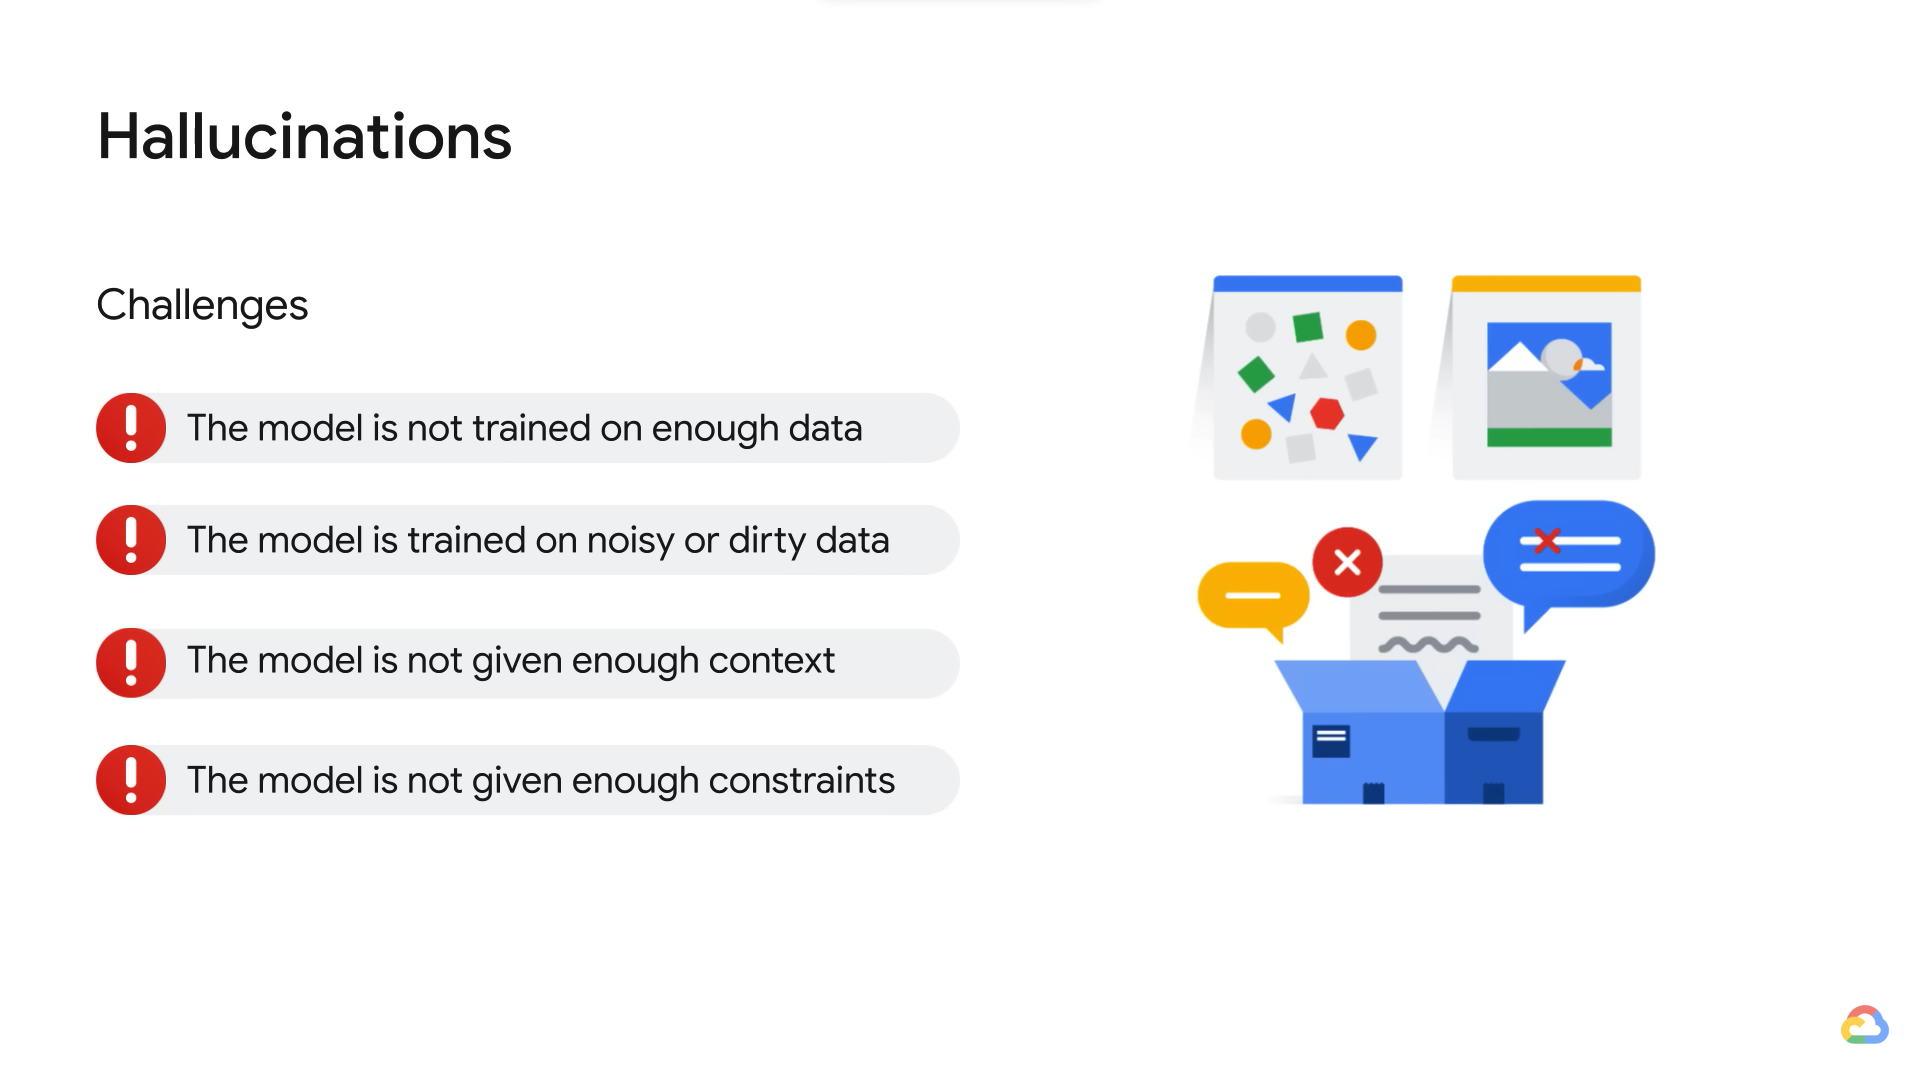 Hallucinations
Challenges
The model is not trained on enough data
The model is trained on noisy or dirty data
The model is not given enough context
The model is not given enough constraints